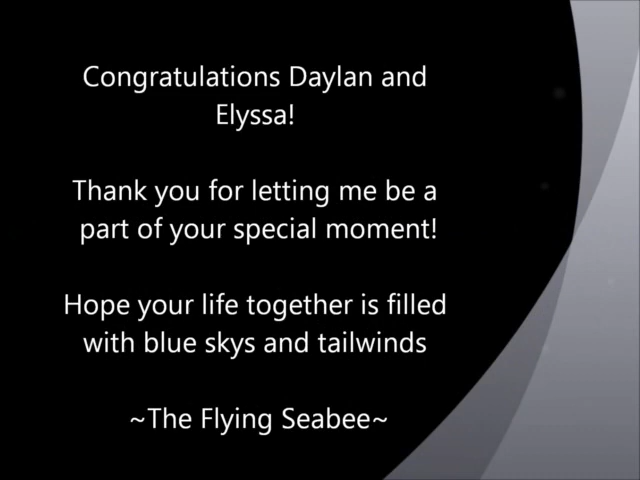 Congratulations Daylan and
Elyssa!
Thank you for letting me be a
part of your special moment!
Hope your life together is filled
with blue skys and tailwinds
~The Flying Seabee~